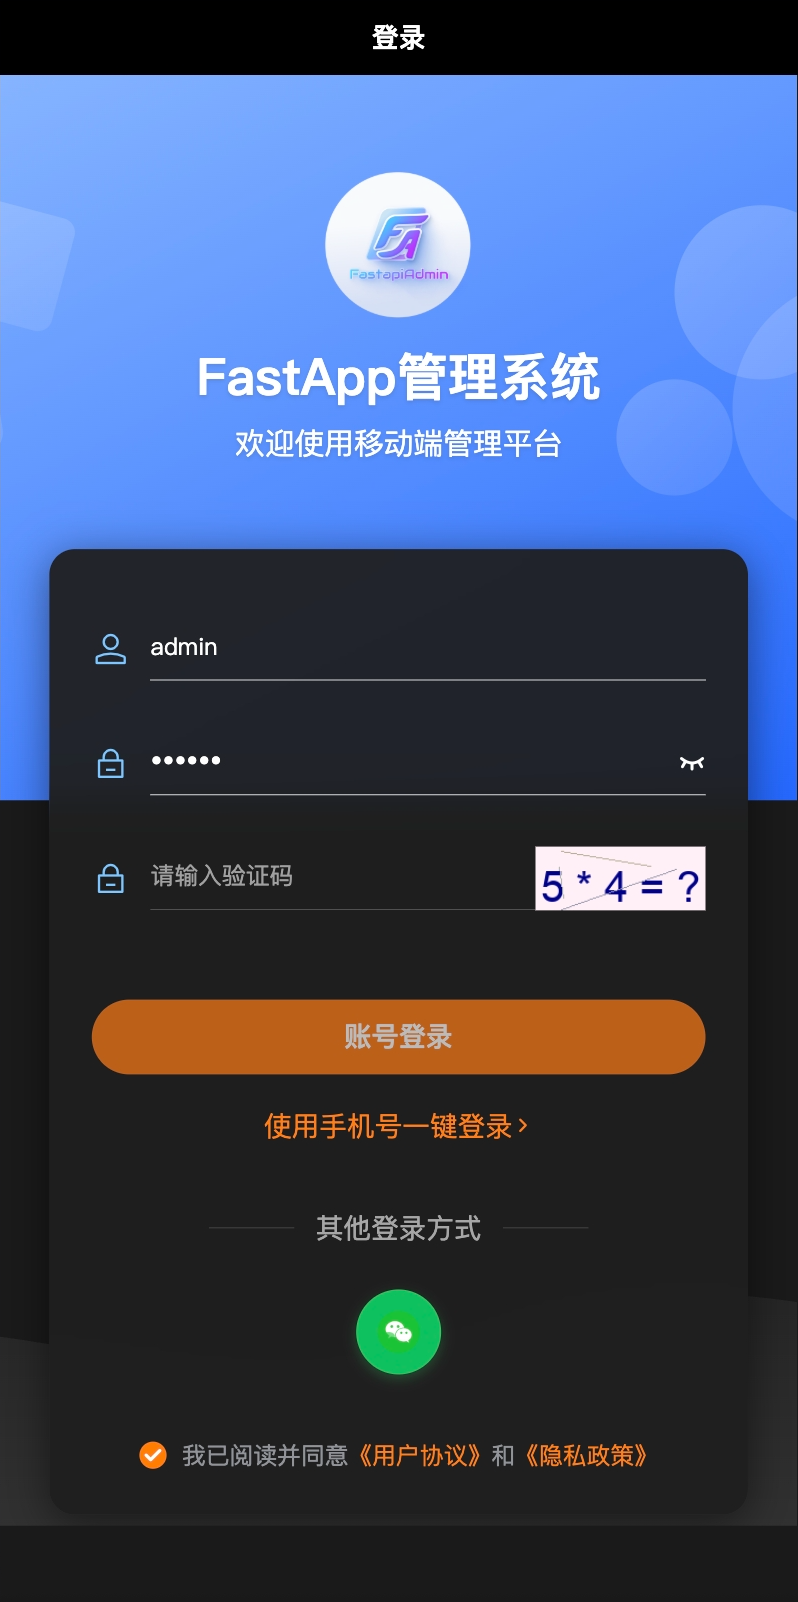 登录
FastapiAdmin
FastApp管理系统
欢迎使用移动端管理平台
admin
••••••
请输入验证码
5 * 4 = ?
账号登录
使用手机号一键登录>
其他登录方式
我已阅读并同意《用户协议》和《隐私政策》